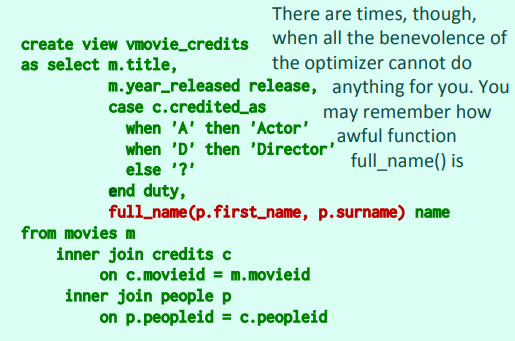 There are times, though,
when all the benevolence of
the optimizer cannot do
anything for you. You
may remember how
awful function
full_name() is
create view vmovie_credits
as select m.title,
m.year_released release,
case c.credited_as
when 'A' then 'Actor'
when 'D' then 'Director'
else '?'
end duty,
full_name(p.first_name, p.surname) name
from movies m
inner join credits c
on c.movieid = m.movieid
inner join people p
on p.peopleid = c.peopleid